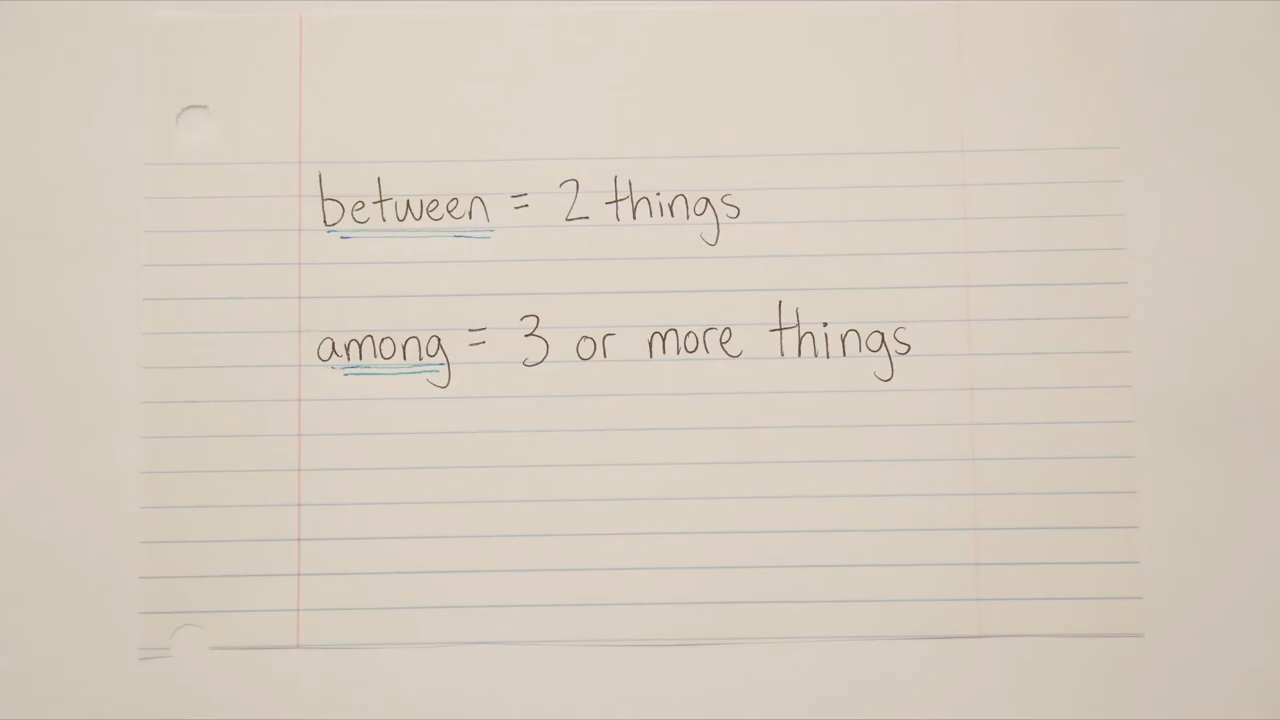 between = 2 things
among = 3 or more things